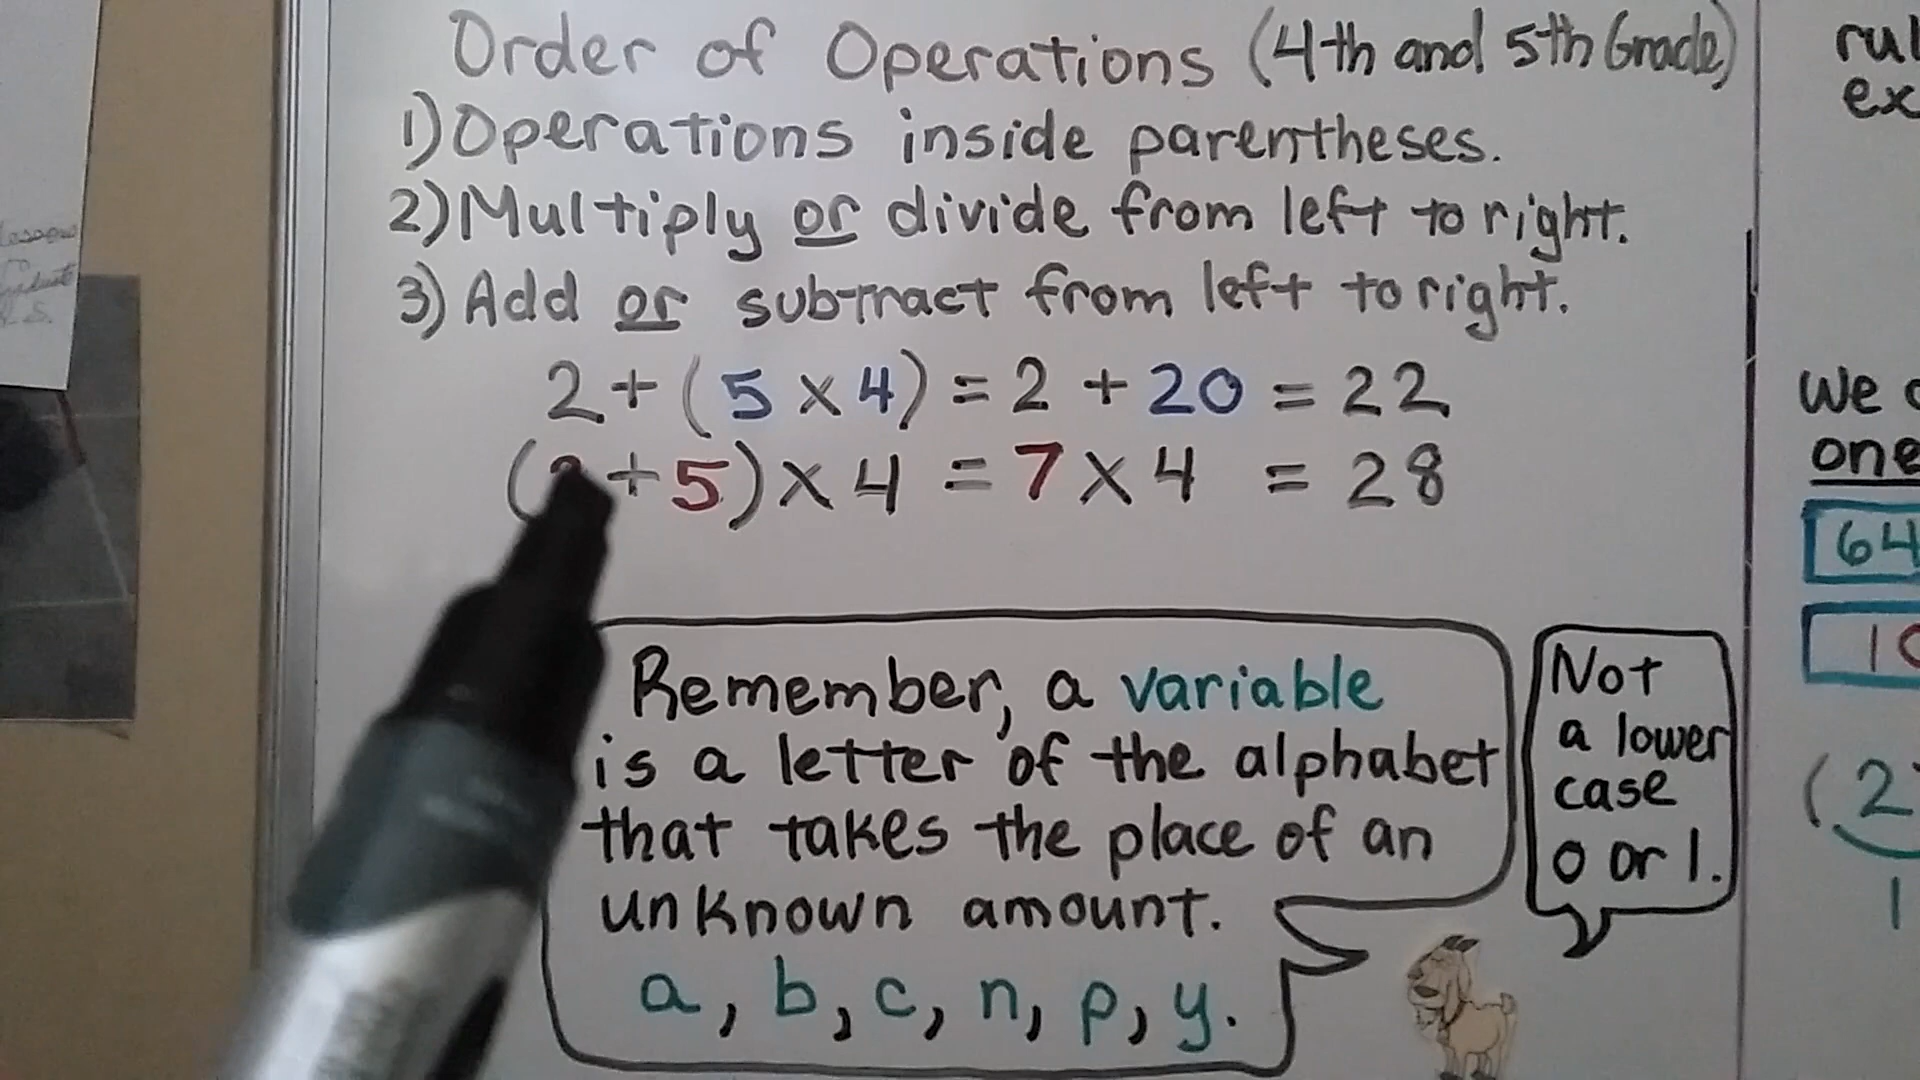 Order of Operations (4th and 5th Grade)
1) Operations inside parentheses.
2) Multiply or divide from left to right.
3) Add or subtract from left to right.
2 + (5 × 4) = 2 + 20 = 22
(2 + 5) × 4 = 7 × 4 = 28
Remember, a variable
is a letter of the alphabet
that takes the place of an
unknown amount.
a, b, c, n, p, y.
Not
a lower
case
o or l.
We
one
64
10
(2
1